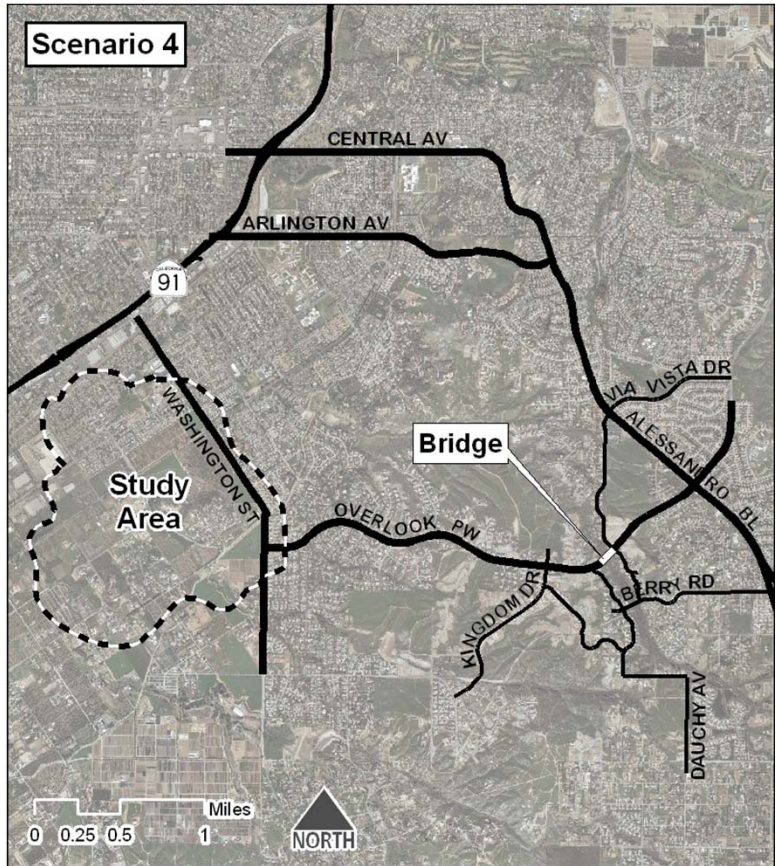 Scenario 4
CENTRAL AV
ARLINGTON AV
CALIFORNIA
91
VIA VISTA DR
WASHINGTON ST
ALESSANDRO BL
Bridge
Study
Area
OVERLOOK PW
BERRY RD
KINGDOM DR
DAUCHY AV
Miles
0 0.25 0.5 1
NORTH